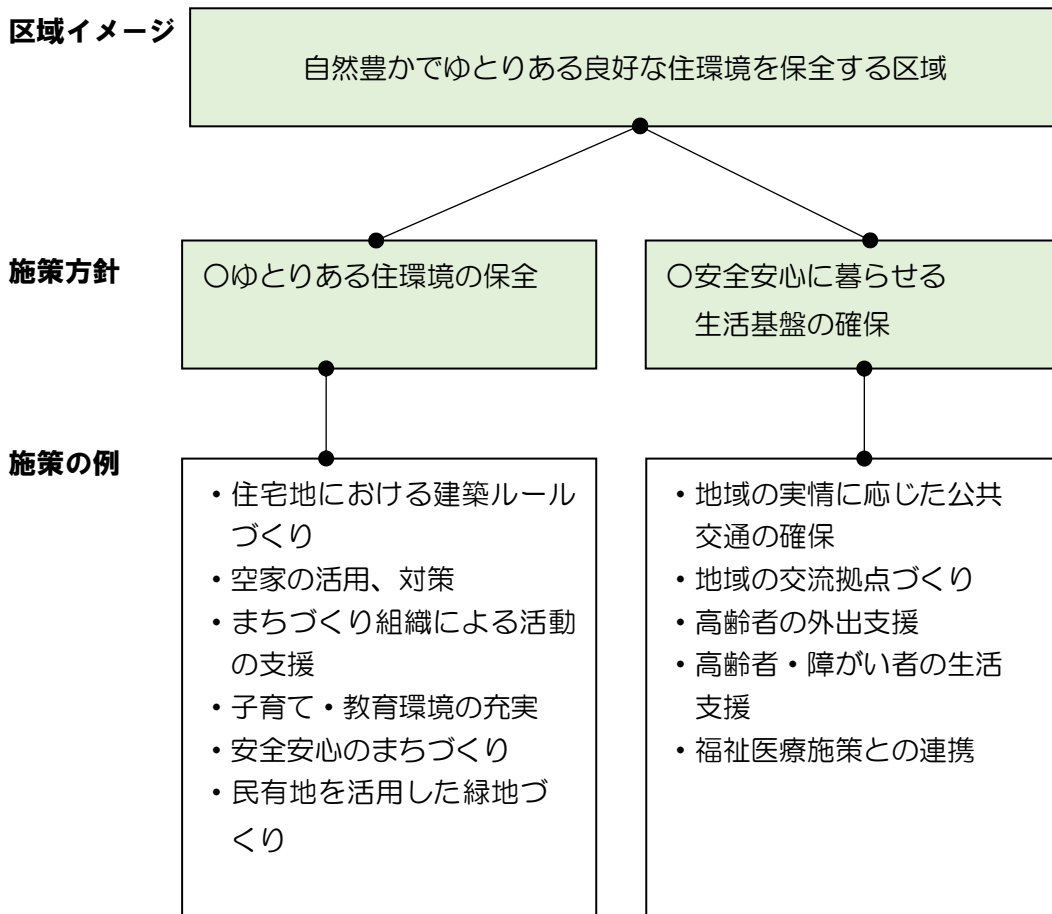 区域イメージ
自然豊かでゆとりある良好な住環境を保全する区域
施策方針
〇ゆとりある住環境の保全
〇安全安心に暮らせる
生活基盤の確保
施策の例
・住宅地における建築ルール
づくり
・空家の活用、対策
・まちづくり組織による活動
の支援
・子育て・教育環境の充実
・安全安心のまちづくり
・民有地を活用した緑地づ
くり
・地域の実情に応じた公共
交通の確保
・地域の交流拠点づくり
・高齢者の外出支援
・高齢者・障がい者の生活
支援
・福祉医療施策との連携